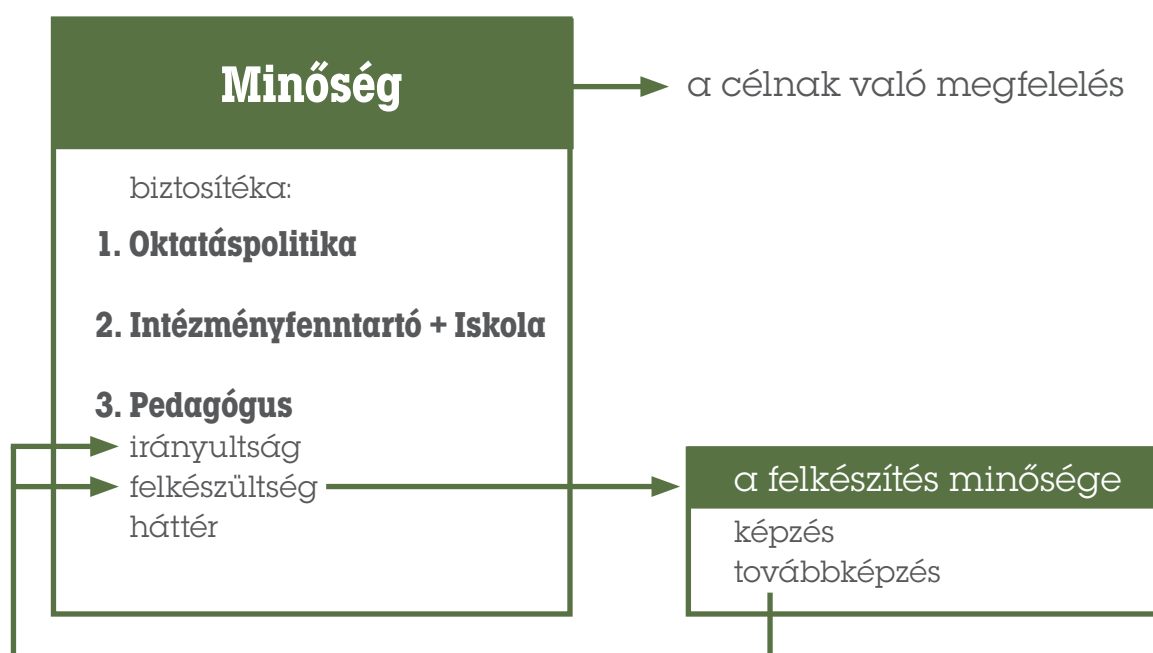 Minőség
a célnak való megfelelés
biztosítéka:
1. Oktatáspolitika
2. Intézményfenntartó + Iskola
3. Pedagógus
irányultság
felkészültség
háttér
a felkészítés minősége
képzés
továbbképzés